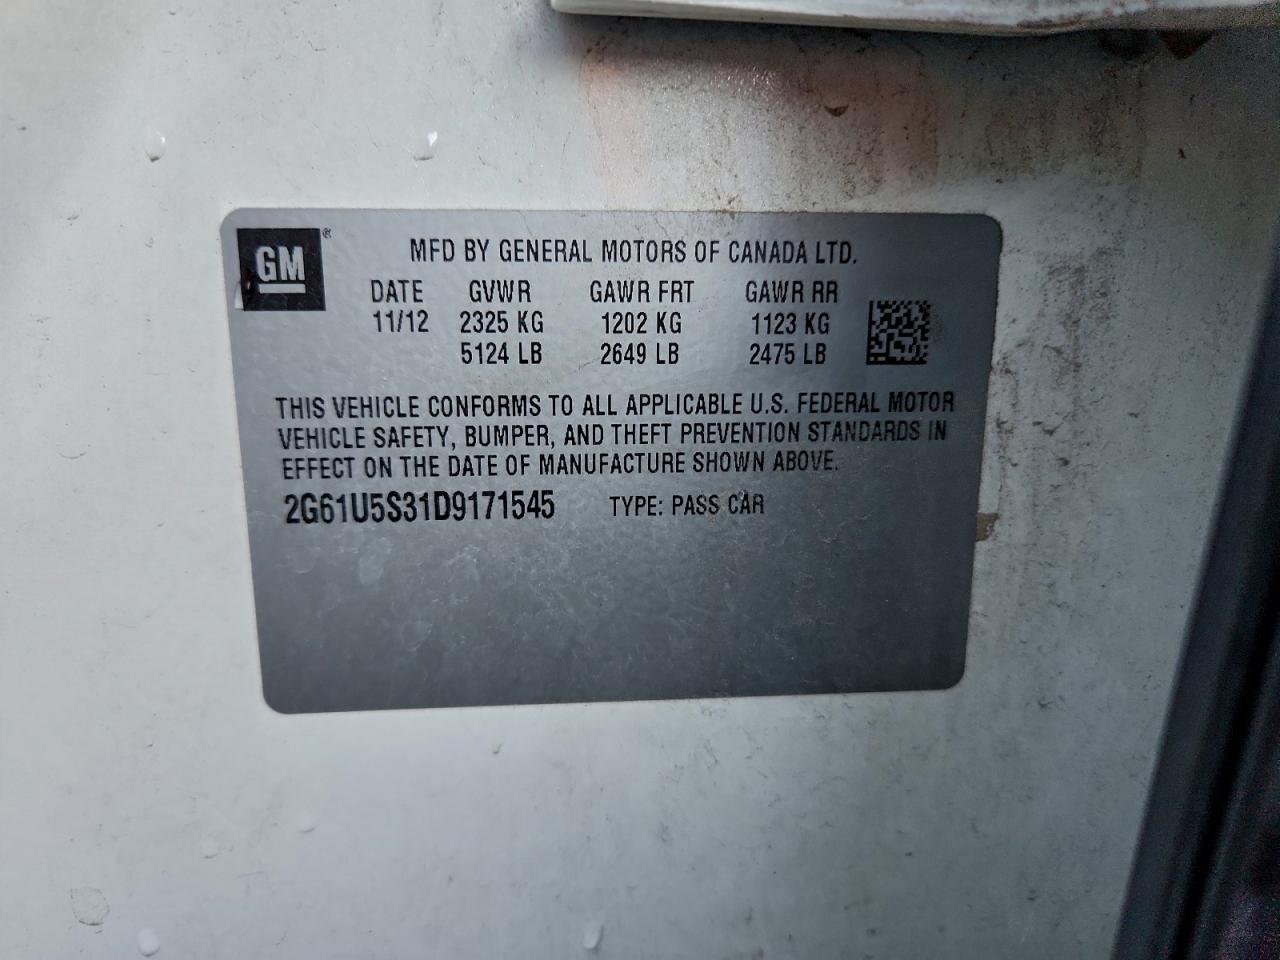 GM ®
MFD BY GENERAL MOTORS OF CANADA LTD.
DATE GVWR GAWR FRT GAWR RR
11/12 2325 KG 1202 KG 1123 KG
5124 LB 2649 LB 2475 LB
THIS VEHICLE CONFORMS TO ALL APPLICABLE U.S. FEDERAL MOTOR
VEHICLE SAFETY, BUMPER, AND THEFT PREVENTION STANDARDS IN
EFFECT ON THE DATE OF MANUFACTURE SHOWN ABOVE.
2G61U5S31D9171545 TYPE: PASS CAR